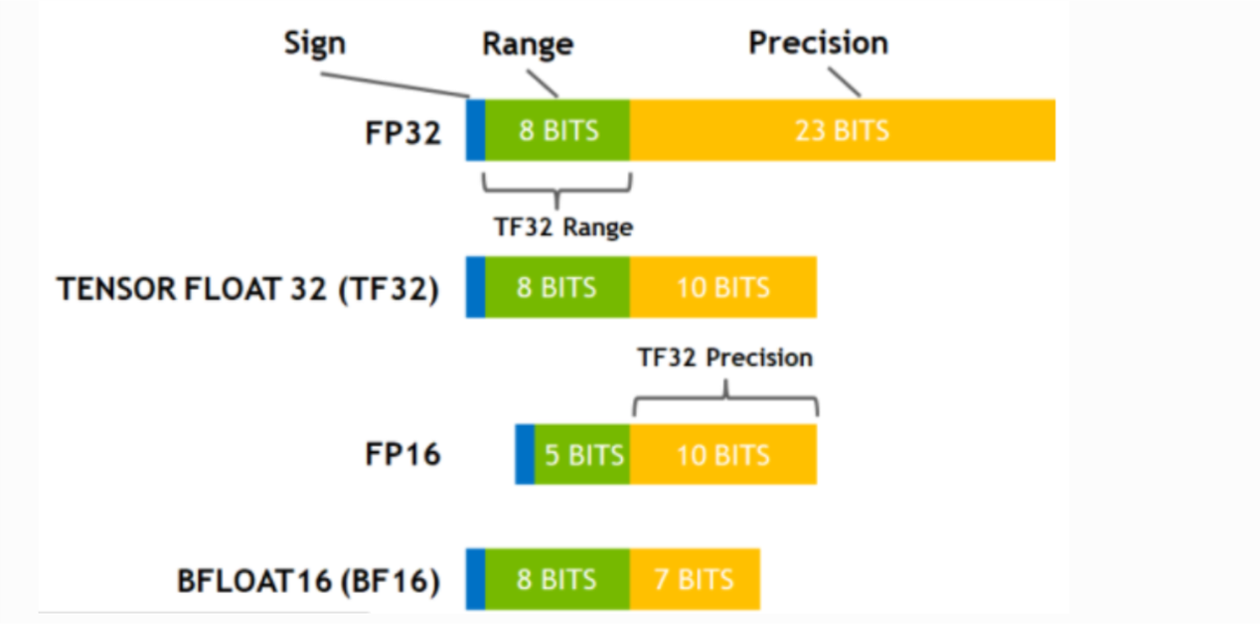 Sign Range Precision
FP32 8 BITS 23 BITS
TF32 Range
TENSOR FLOAT 32 (TF32) 8 BITS 10 BITS
TF32 Precision
FP16 5 BITS 10 BITS
BFLOAT16 (BF16) 8 BITS 7 BITS